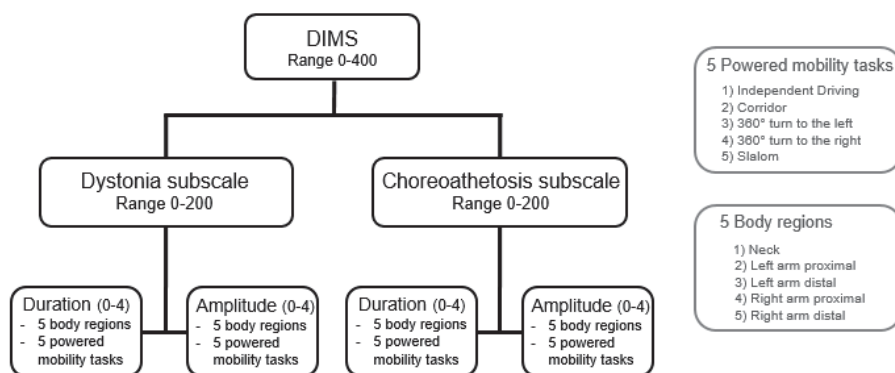 DIMS
Range 0-400
Dystonia subscale
Range 0-200
Choreoathetosis subscale
Range 0-200
Duration (0-4)
- 5 body regions
- 5 powered
mobility tasks
Amplitude (0-4)
- 5 body regions
- 5 powered
mobility tasks
Duration (0-4)
- 5 body regions
- 5 powered
mobility tasks
Amplitude (0-4)
- 5 body regions
- 5 powered
mobility tasks
5 Powered mobility tasks
1) Independent Driving
2) Corridor
3) 360° turn to the left
4) 360° turn to the right
5) Slalom
5 Body regions
1) Neck
2) Left arm proximal
3) Left arm distal
4) Right arm proximal
5) Right arm distal